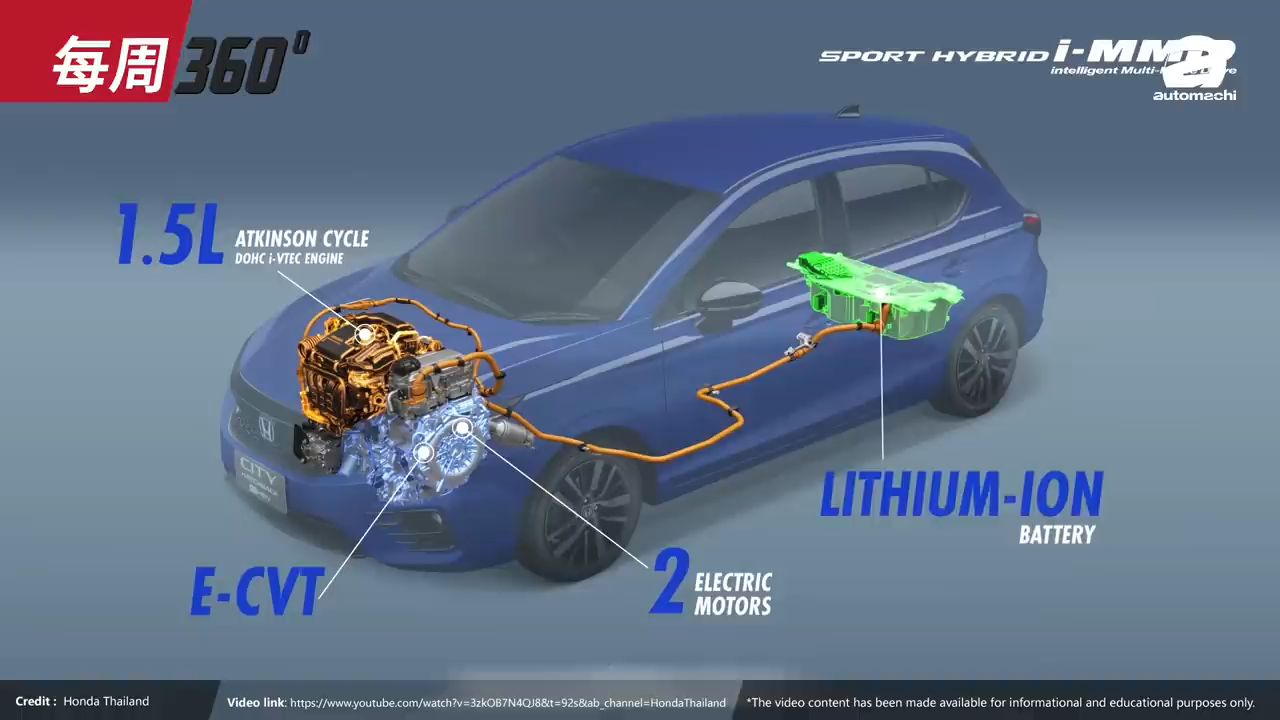 每周360°
SPORT HYBRID i-MMD
intelligent Multi-Mode Drive
automachi
1.5L
ATKINSON CYCLE
DOHC i-VTEC ENGINE
CITY
LITHIUM-ION
BATTERY
E-CVT
2
ELECTRIC
MOTORS
Credit : Honda Thailand
Video link: https://www.youtube.com/watch?v=3zkOB7N4QJ8&t=92s&ab_channel=HondaThailand
*The video content has been made available for informational and educational purposes only.